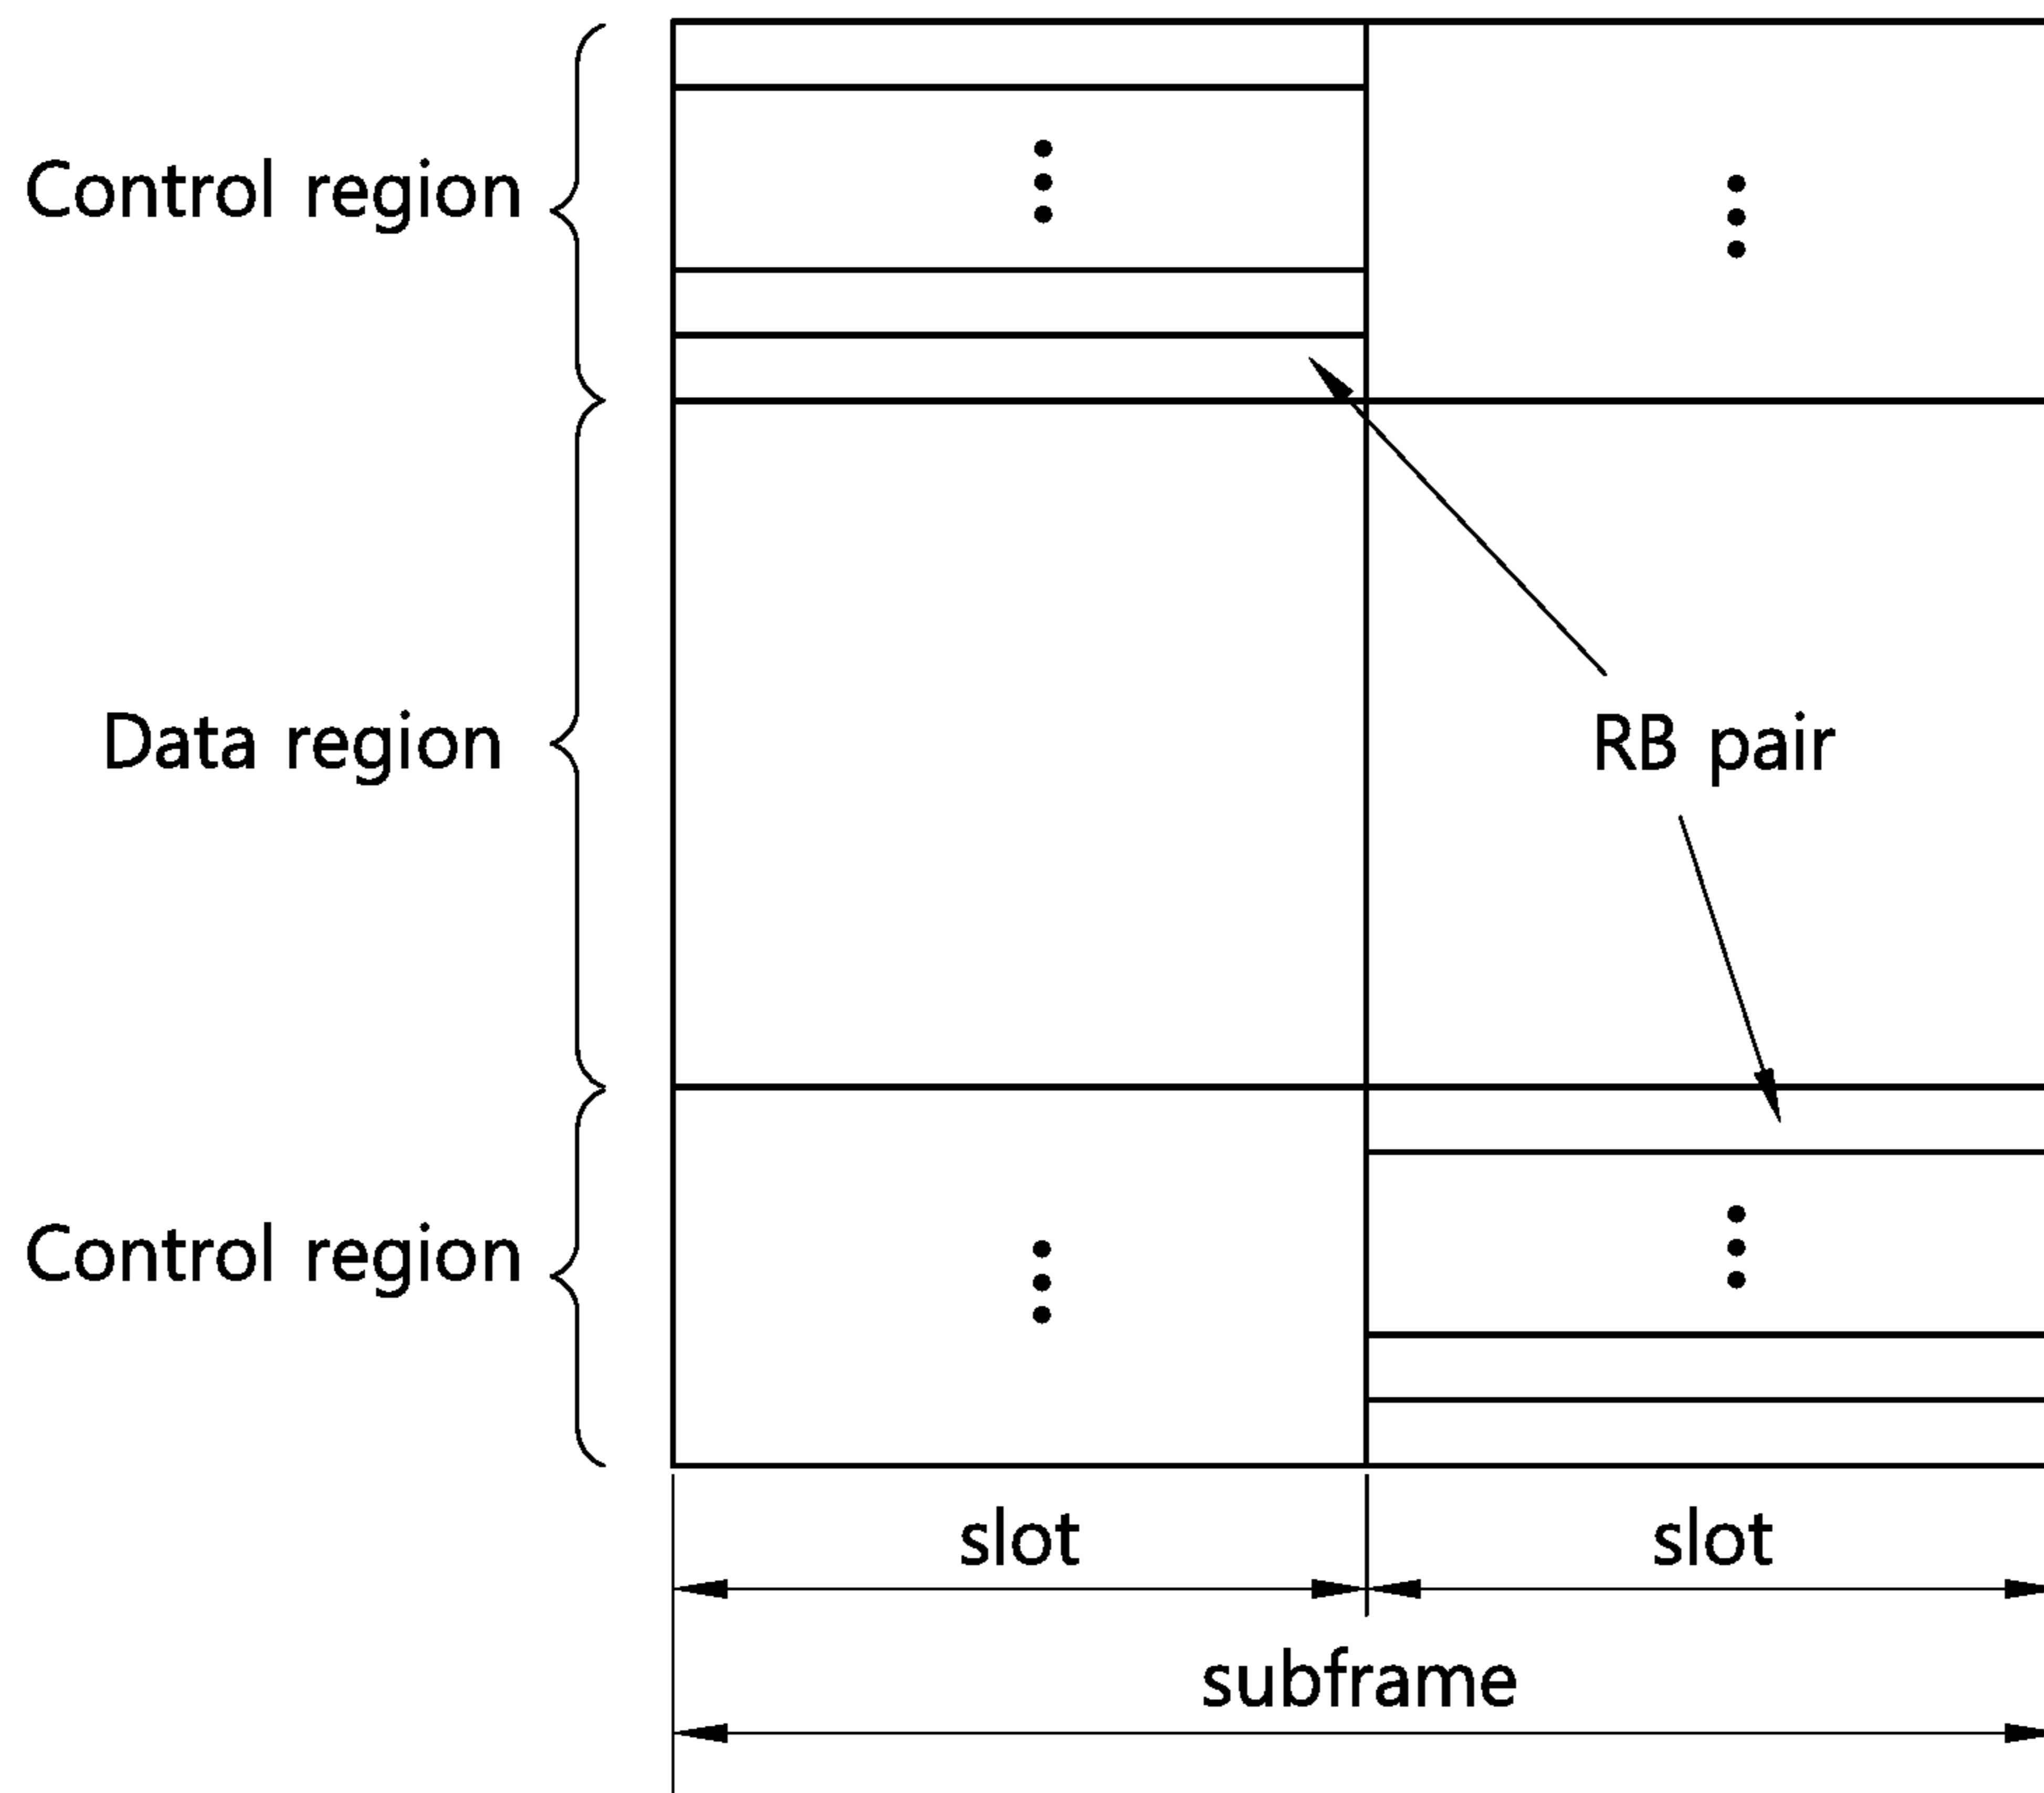 Control region
Data region
RB pair
Control region
slot
slot
subframe